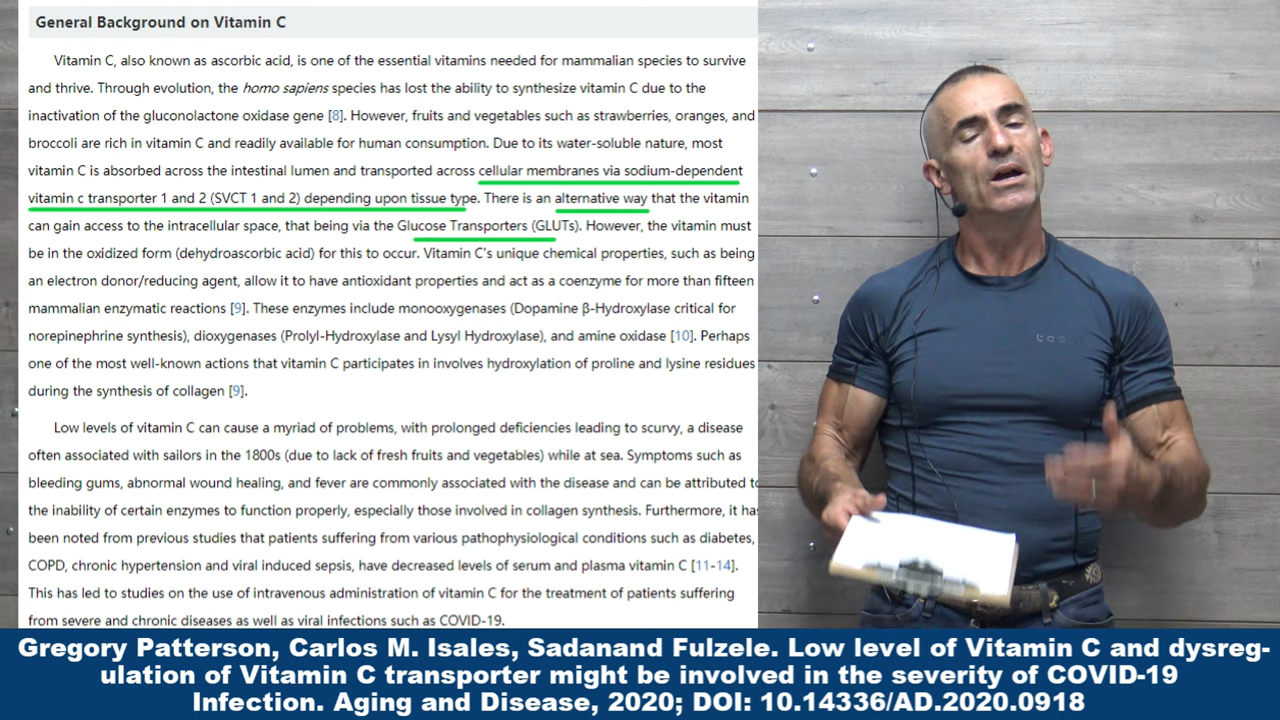 General Background on Vitamin C
Vitamin C, also known as ascorbic acid, is one of the essential vitamins needed for mammalian species to survive
and thrive. Through evolution, the homo sapiens species has lost the ability to synthesize vitamin C due to the
inactivation of the gluconolactone oxidase gene [8]. However, fruits and vegetables such as strawberries, oranges, and
broccoli are rich in vitamin C and readily available for human consumption. Due to its water-soluble nature, most
vitamin C is absorbed across the intestinal lumen and transported across cellular membranes via sodium-dependent
vitamin c transporter 1 and 2 (SVCT 1 and 2) depending upon tissue type. There is an alternative way that the vitamin
can gain access to the intracellular space, that being via the Glucose Transporters (GLUTs). However, the vitamin must
be in the oxidized form (dehydroascorbic acid) for this to occur. Vitamin C's unique chemical properties, such as being
an electron donor/reducing agent, allow it to have antioxidant properties and act as a coenzyme for more than fifteen
mammalian enzymatic reactions [9]. These enzymes include monooxygenases (Dopamine β-Hydroxylase critical for
norepinephrine synthesis), dioxygenases (Prolyl-Hydroxylase and Lysyl Hydroxylase), and amine oxidase [10]. Perhaps
one of the most well-known actions that vitamin C participates in involves hydroxylation of proline and lysine residues
during the synthesis of collagen [9].
Low levels of vitamin C can cause a myriad of problems, with prolonged deficiencies leading to scurvy, a disease
often associated with sailors in the 1800s (due to lack of fresh fruits and vegetables) while at sea. Symptoms such as
bleeding gums, abnormal wound healing, and fever are commonly associated with the disease and can be attributed to
the inability of certain enzymes to function properly, especially those involved in collagen synthesis. Furthermore, it has
been noted from previous studies that patients suffering from various pathophysiological conditions such as diabetes,
COPD, chronic hypertension and viral induced sepsis, have decreased levels of serum and plasma vitamin C [11-14].
This has led to studies on the use of intravenous administration of vitamin C for the treatment of patients suffering
from severe and chronic diseases as well as viral infections such as COVID-19.
Gregory Patterson, Carlos M. Isales, Sadanand Fulzele. Low level of Vitamin C and dysreg-
ulation of Vitamin C transporter might be involved in the severity of COVID-19
Infection. Aging and Disease, 2020; DOI: 10.14336/AD.2020.0918